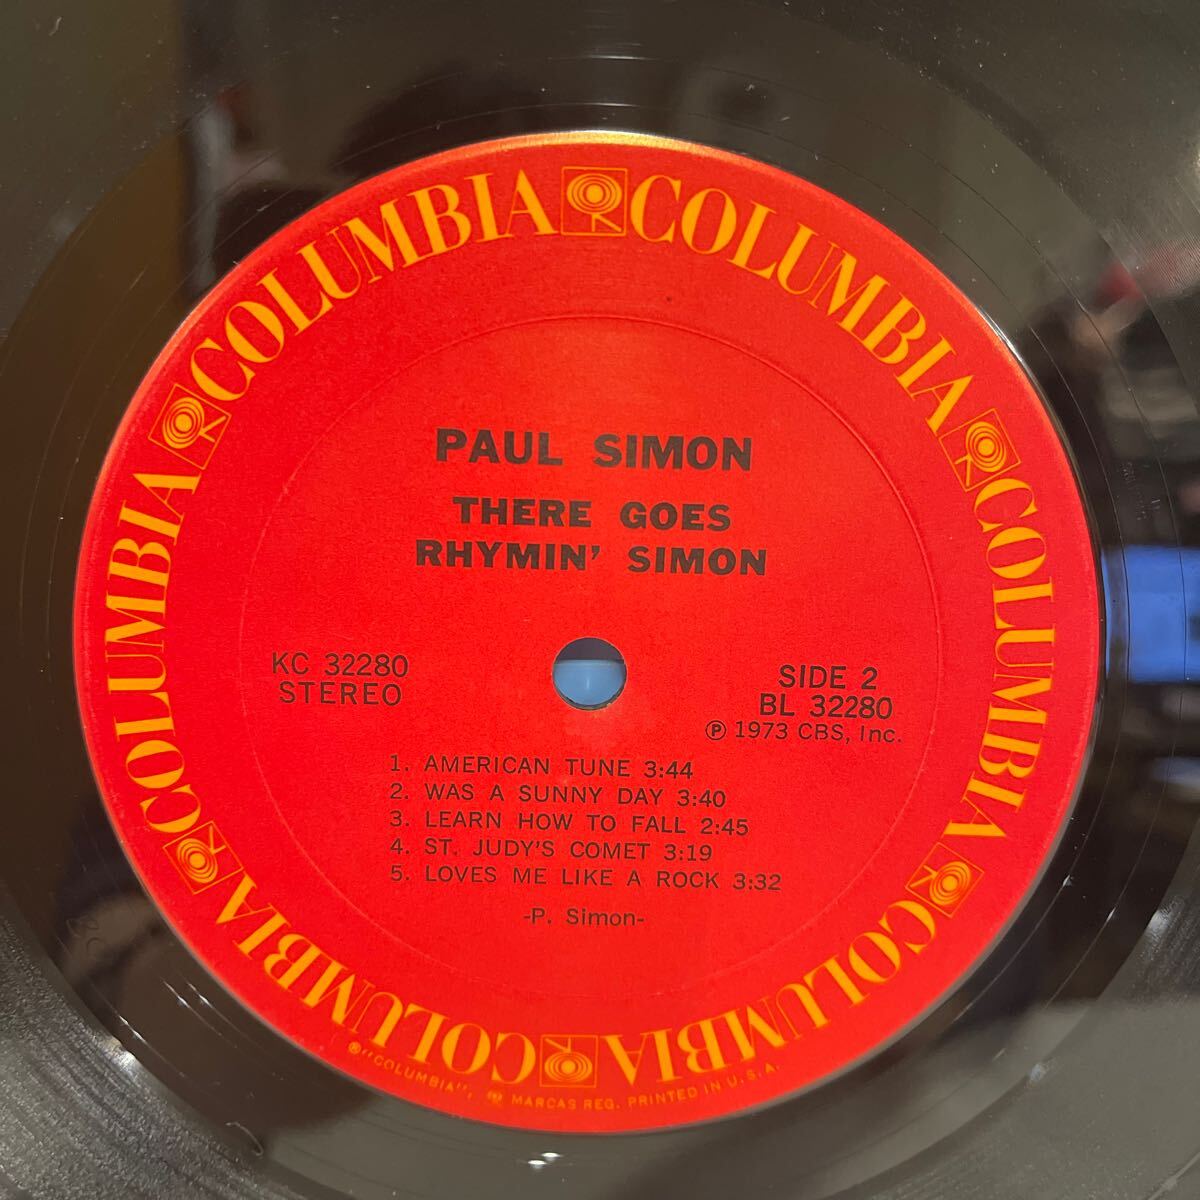 COLUMBIA COLUMBIA COLUMBIA COLUMBIA COLUMBIA COLUMBIA
PAUL SIMON
THERE GOES
RHYMIN' SIMON
KC 32280
STEREO
SIDE 2
BL 32280
℗ 1973 CBS, Inc.
1. AMERICAN TUNE 3:44
2. WAS A SUNNY DAY 3:40
3. LEARN HOW TO FALL 2:45
4. ST. JUDY'S COMET 3:19
5. LOVES ME LIKE A ROCK 3:32
-P. Simon-
®"COLUMBIA", MARCAS REG. PRINTED IN U.S.A.